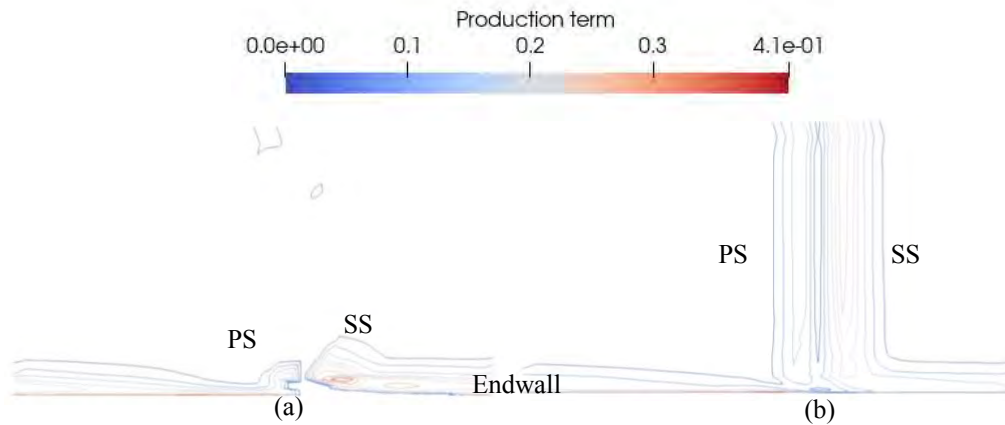 Production term
0.0e+00 0.1 0.2 0.3 4.1e-01
PS SS
PS SS
Endwall
(a) (b)